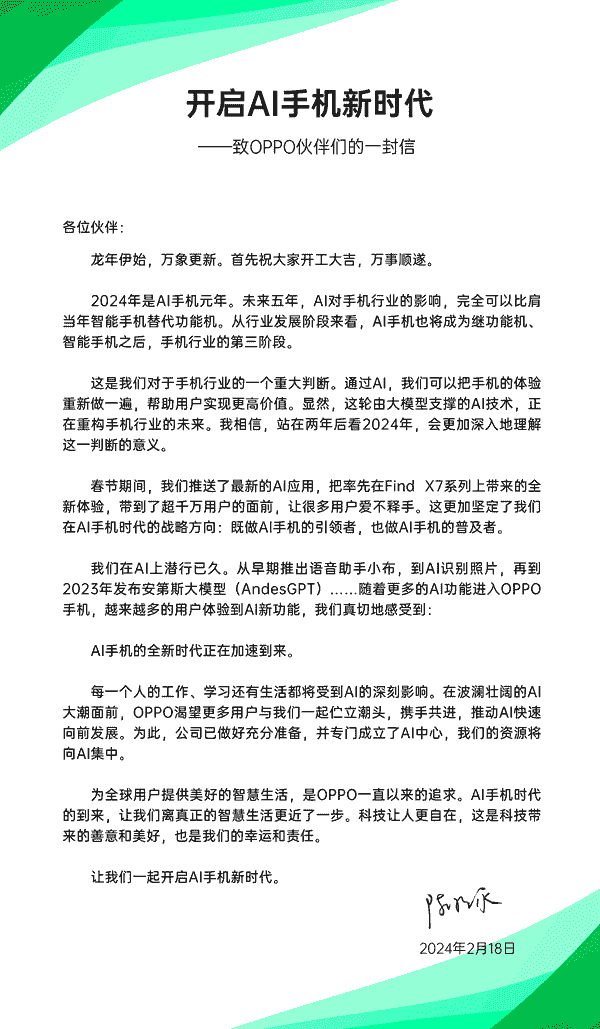 开启AI手机新时代
——致OPPO伙伴们的一封信
各位伙伴：
龙年伊始，万象更新。首先祝大家开工大吉，万事顺遂。
2024年是AI手机元年。未来五年，AI对手机行业的影响，完全可以比肩
当年智能手机替代功能机。从行业发展阶段来看，AI手机也将成为继功能机、
智能手机之后，手机行业的第三阶段。
这是我们对于手机行业的一个重大判断。通过AI，我们可以把手机的体验
重新做一遍，帮助用户实现更高价值。显然，这轮由大模型支撑的AI技术，正
在重构手机行业的未来。我相信，站在两年后看2024年，会更加深入地理解
这一判断的意义。
春节期间，我们推送了最新的AI应用，把率先在Find X7系列上带来的全
新体验，带到了超千万用户的面前，让很多用户爱不释手。这更加坚定了我们
在AI手机时代的战略方向：既做AI手机的引领者，也做AI手机的普及者。
我们在AI上潜行已久。从早期推出语音助手小布，到AI识别照片，再到
2023年发布安第斯大模型（AndesGPT）……随着更多的AI功能进入OPPO
手机，越来越多的用户体验到AI新功能，我们真切地感受到：
AI手机的全新时代正在加速到来。
每一个人的工作、学习还有生活都将受到AI的深刻影响。在波澜壮阔的AI
大潮面前，OPPO渴望更多用户与我们一起伫立潮头，携手共进，推动AI快速
向前发展。为此，公司已做好充分准备，并专门成立了AI中心，我们的资源将
向AI集中。
为全球用户提供美好的智慧生活，是OPPO一直以来的追求。AI手机时代
的到来，让我们离真正的智慧生活更近了一步。科技让人更自在，这是科技带
来的善意和美好，也是我们的幸运和责任。
让我们一起开启AI手机新时代。
陈明永
2024年2月18日